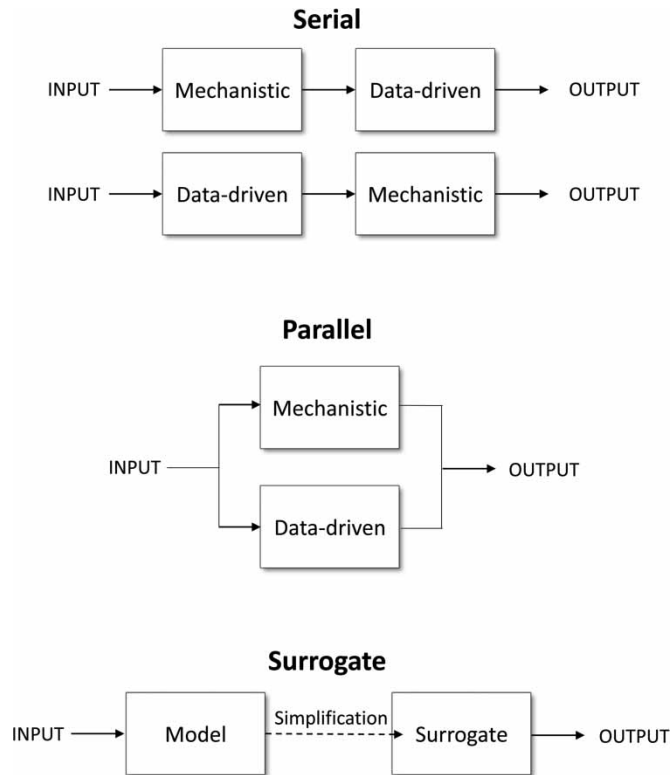 Serial
INPUT Mechanistic Data-driven OUTPUT
INPUT Data-driven Mechanistic OUTPUT
Parallel
Mechanistic
INPUT OUTPUT
Data-driven
Surrogate
Simplification
INPUT Model Surrogate OUTPUT